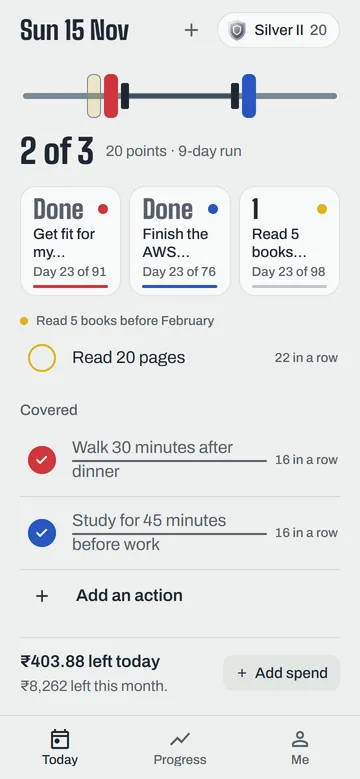 Sun 15 Nov
+
Silver II 20
2 of 3
20 points · 9-day run
Done
Get fit for
my...
Day 23 of 91
Done
Finish the
AWS...
Day 23 of 76
1
Read 5
books...
Day 23 of 98
Read 5 books before February
Read 20 pages
22 in a row
Covered
Walk 30 minutes after
dinner
16 in a row
Study for 45 minutes
before work
16 in a row
+ Add an action
₹403.88 left today
₹8,262 left this month.
+ Add spend
Today
Progress
Me